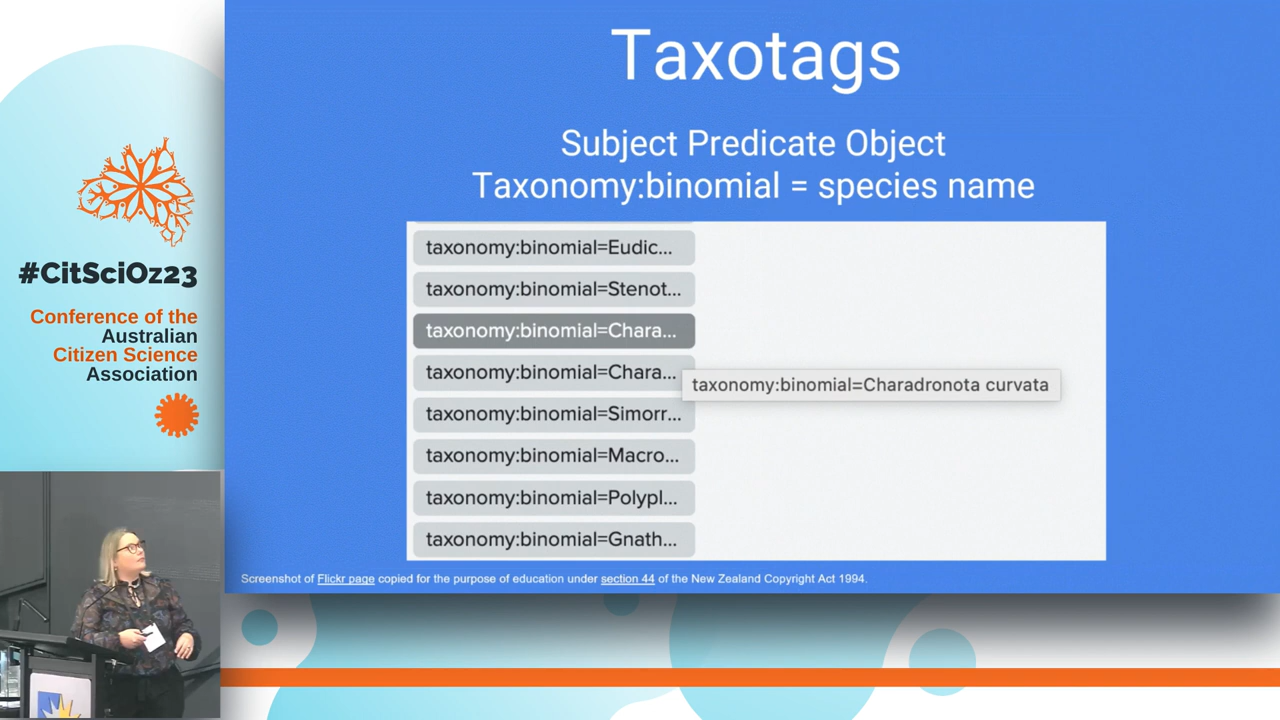 Taxotags
Subject Predicate Object
Taxonomy:binomial = species name
taxonomy:binomial=Eudic...
taxonomy:binomial=Stenot...
taxonomy:binomial=Chara...
taxonomy:binomial=Chara...
taxonomy:binomial=Charadronota curvata
taxonomy:binomial=Simorr...
taxonomy:binomial=Macro...
taxonomy:binomial=Polypl...
taxonomy:binomial=Gnath...
Screenshot of Flickr page copied for the purpose of education under section 44 of the New Zealand Copyright Act 1994.
#CitSciOz23
Conference of the
Australian
Citizen Science
Association